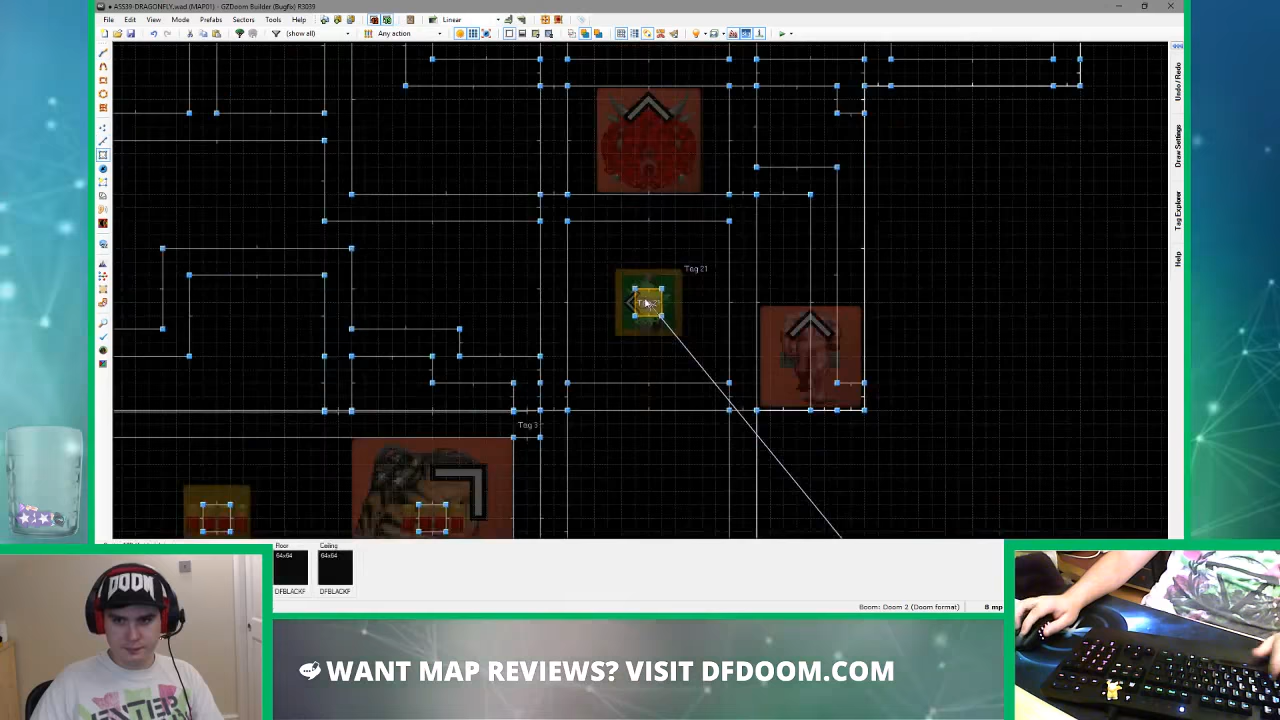 ASS39-DRAGONFLY.wad (MAP01) - GZDoom Builder (Bugfix) R3039
File Edit View Mode Prefabs Sectors Tools Help Linear
(show all) Any action
Undo / Redo
Draw Settings
Tag Explorer
Help
Tag 21
Tag 3
Floor Ceiling
64x64 64x64
DFBLACKF DFBLACKF
Boom: Doom 2 (Doom format) 8 mp
DOOM
WANT MAP REVIEWS? VISIT DFDOOM.COM